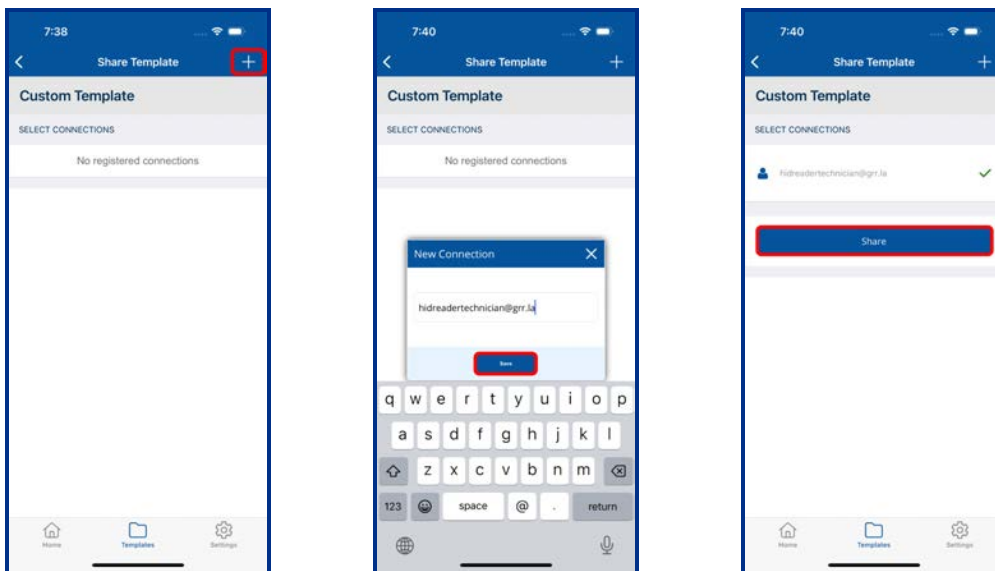 7:38
Share Template
Custom Template
SELECT CONNECTIONS
No registered connections
Home
Templates
Settings
7:40
Share Template
Custom Template
SELECT CONNECTIONS
No registered connections
New Connection
hidreadertechnician@grr.la
Save
q w e r t y u i o p
a s d f g h j k l
z x c v b n m
123 space @ . return
7:40
Share Template
Custom Template
SELECT CONNECTIONS
hidreadertechnician@grr.la
Share
Home
Templates
Settings